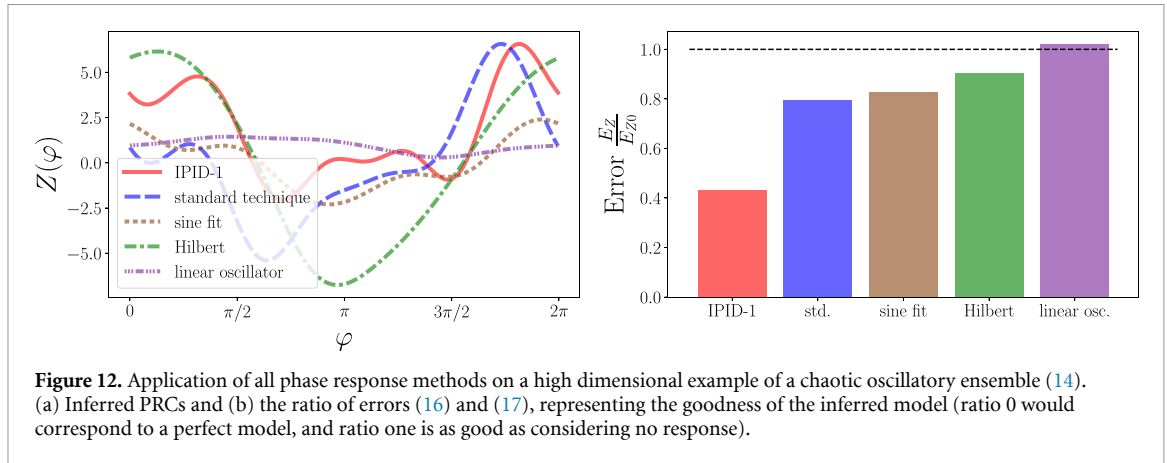 5.0
2.5
0.0
−2.5
−5.0
Z(φ)
IPID-1
standard technique
sine fit
Hilbert
linear oscillator
0 π/2 π 3π/2 2π
φ
1.0
0.8
0.6
0.4
0.2
0.0
Error E_Z/E_{Z0}
IPID-1 std. sine fit Hilbert linear osc.
Figure 12. Application of all phase response methods on a high dimensional example of a chaotic oscillatory ensemble (14).
(a) Inferred PRCs and (b) the ratio of errors (16) and (17), representing the goodness of the inferred model (ratio 0 would
correspond to a perfect model, and ratio one is as good as considering no response).